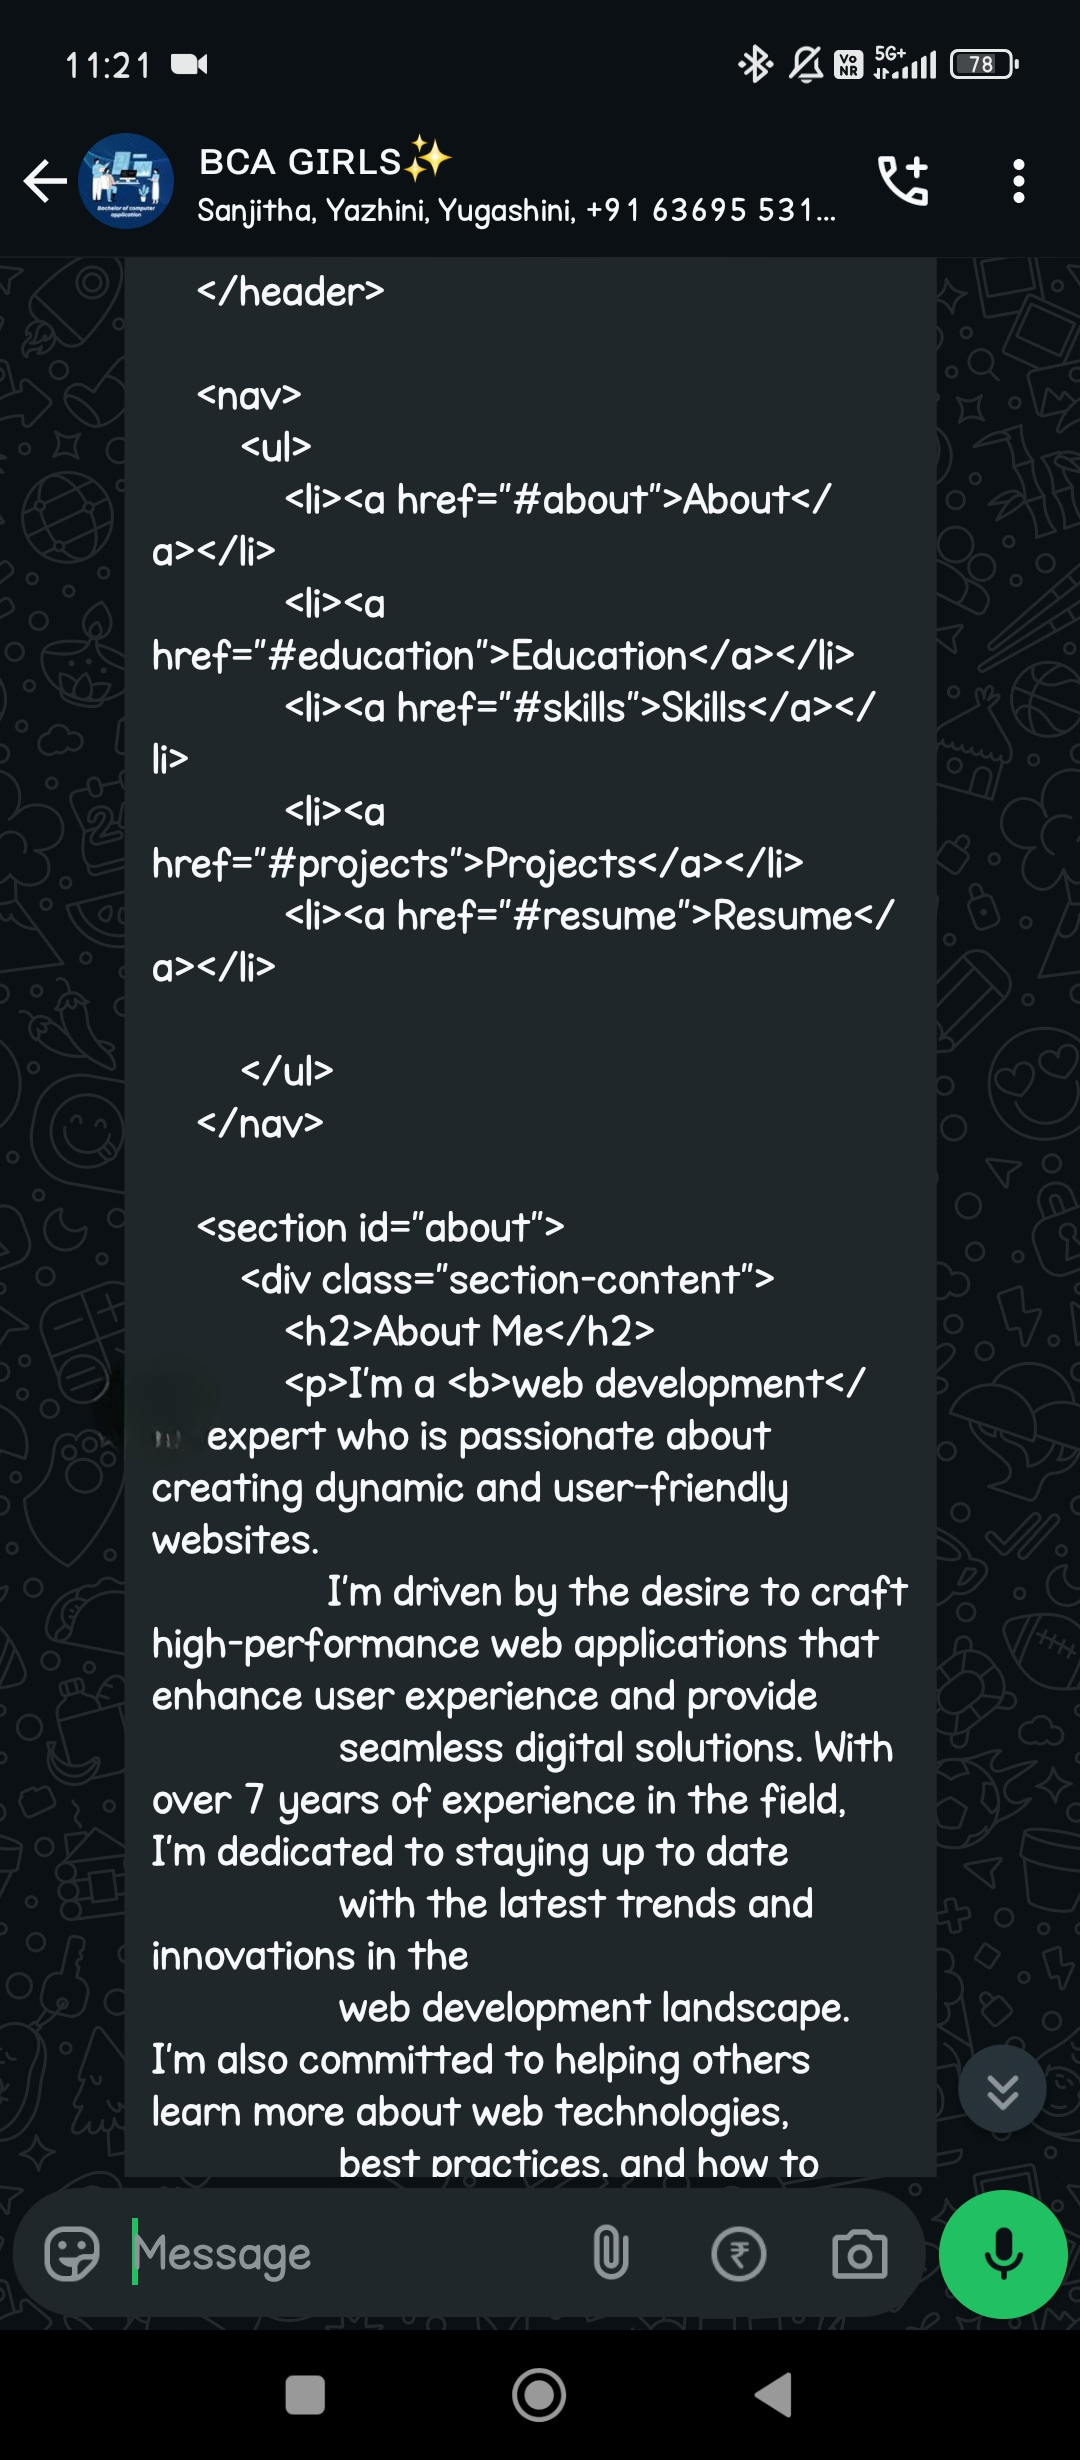 11:21
5G+
Vo
NR
78
BCA GIRLS✨
Sanjitha, Yazhini, Yugashini, +91 63695 531...
Bachelor of computer
application
</header>
<nav>
<ul>
<li><a href="#about">About</
a></li>
<li><a
href="#education">Education</a></li>
<li><a href="#skills">Skills</a></
li>
<li><a
href="#projects">Projects</a></li>
<li><a href="#resume">Resume</
a></li>
</ul>
</nav>
<section id="about">
<div class="section-content">
<h2>About Me</h2>
<p>I'm a <b>web development</
expert who is passionate about
creating dynamic and user-friendly
websites.
I'm driven by the desire to craft
high-performance web applications that
enhance user experience and provide
seamless digital solutions. With
over 7 years of experience in the field,
I'm dedicated to staying up to date
with the latest trends and
innovations in the
web development landscape.
I'm also committed to helping others
learn more about web technologies,
best practices, and how to
Message